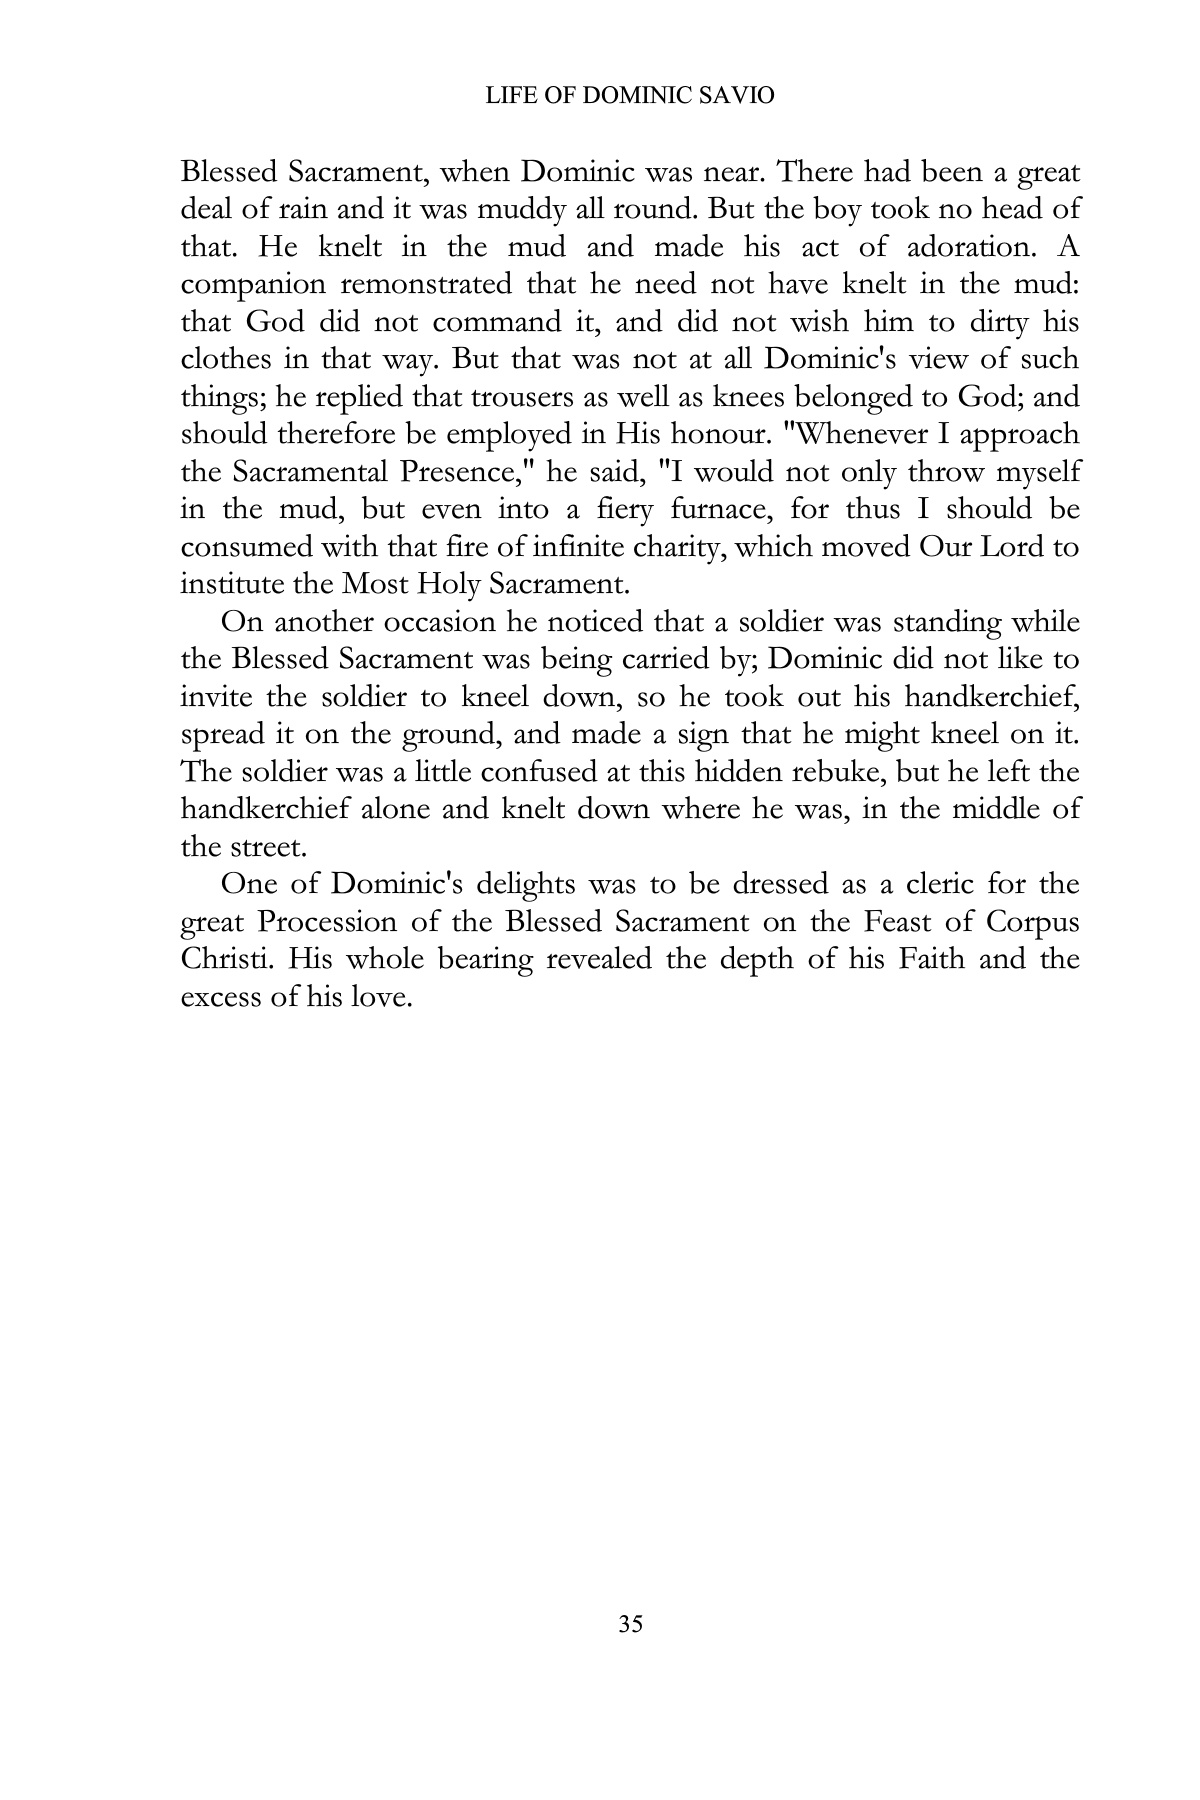 LIFE OF DOMINIC SAVIO
Blessed Sacrament, when Dominic was near. There had been a great
deal of rain and it was muddy all round. But the boy took no head of
that. He knelt in the mud and made his act of adoration. A
companion remonstrated that he need not have knelt in the mud:
that God did not command it, and did not wish him to dirty his
clothes in that way. But that was not at all Dominic's view of such
things; he replied that trousers as well as knees belonged to God; and
should therefore be employed in His honour. "Whenever I approach
the Sacramental Presence," he said, "I would not only throw myself
in the mud, but even into a fiery furnace, for thus I should be
consumed with that fire of infinite charity, which moved Our Lord to
institute the Most Holy Sacrament.
On another occasion he noticed that a soldier was standing while
the Blessed Sacrament was being carried by; Dominic did not like to
invite the soldier to kneel down, so he took out his handkerchief,
spread it on the ground, and made a sign that he might kneel on it.
The soldier was a little confused at this hidden rebuke, but he left the
handkerchief alone and knelt down where he was, in the middle of
the street.
One of Dominic's delights was to be dressed as a cleric for the
great Procession of the Blessed Sacrament on the Feast of Corpus
Christi. His whole bearing revealed the depth of his Faith and the
excess of his love.
35